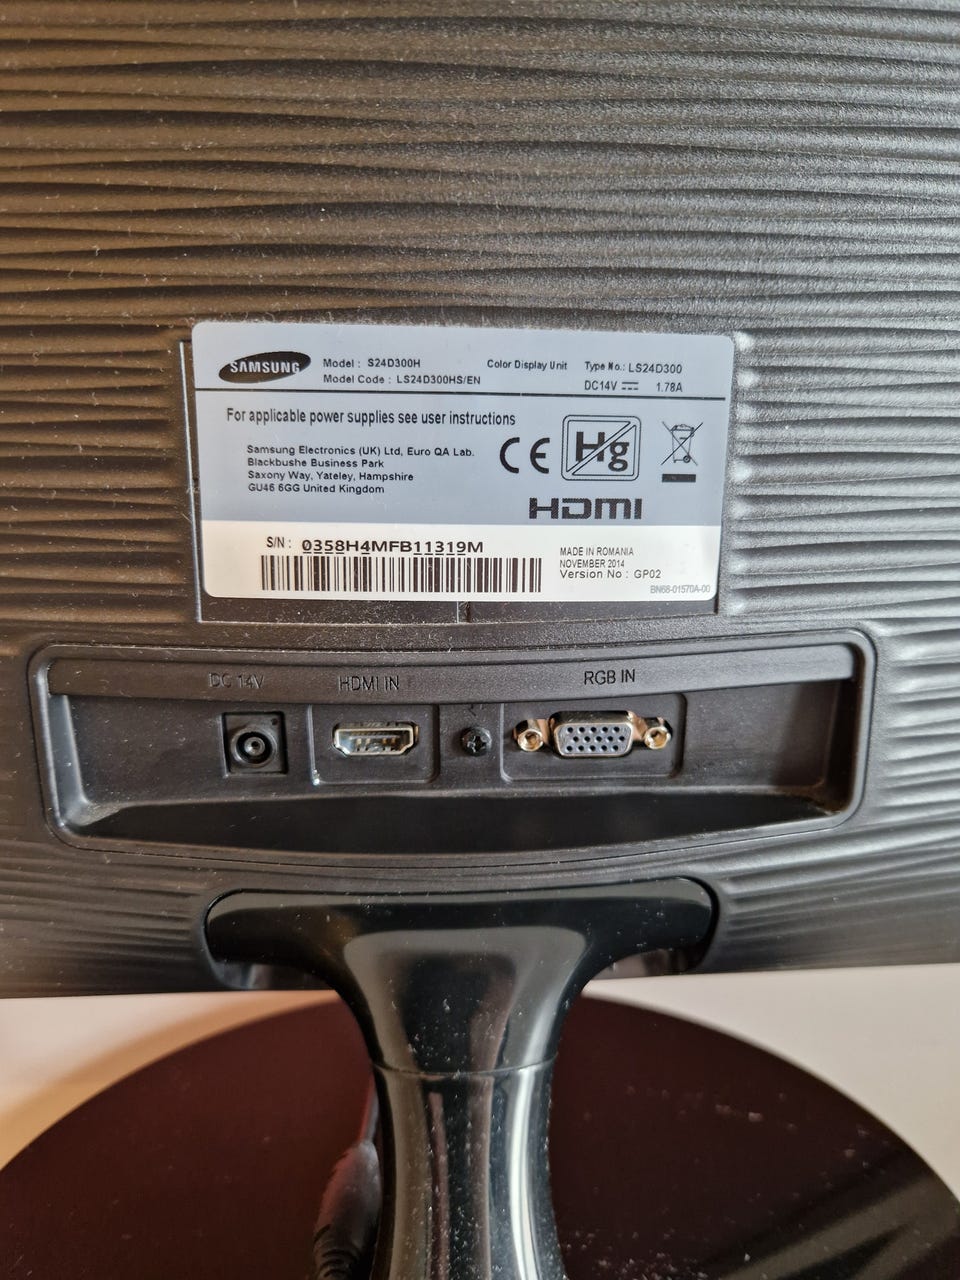 SAMSUNG
Model : S24D300H
Model Code : LS24D300HS/EN
Color Display Unit
Type No.: LS24D300
DC14V 1.78A
For applicable power supplies see user instructions
Samsung Electronics (UK) Ltd, Euro QA Lab.
Blackbushe Business Park
Saxony Way, Yateley, Hampshire
GU46 6GG United Kingdom
CE
Hg
HDMI
S/N : 0358H4MFB11319M
MADE IN ROMANIA
NOVEMBER 2014
Version No : GP02
BN68-01570A-00
DC 14V
HDMI IN
RGB IN